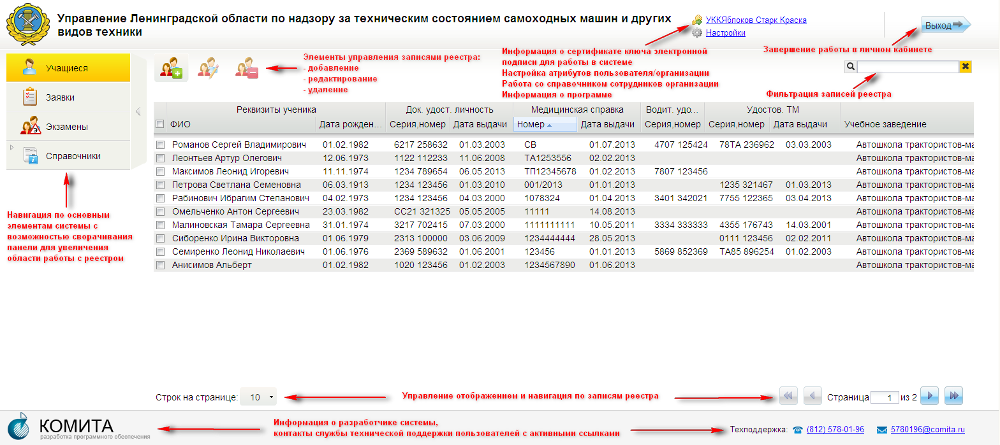 Управление Ленинградской области по надзору за техническим состоянием самоходных машин и других
видов техники
УККЯблоков Старк Краска
Настройки
Выход
Информация о сертификате ключа электронной
подписи для работы в системе
Настройка атрибутов пользователя/организации
Работа со справочником сотрудников организации
Информация о программе
Завершение работы в личном кабинете
Фильтрация записей реестра
Элементы управления записями реестра:
- добавление
- редактирование
- удаление
Учащиеся
Заявки
Экзамены
Справочники
Навигация по основным
элементам системы с
возможностью сворачивания
панели для увеличения
области работы с реестром
Реквизиты ученика Док. удост. личность Медицинская справка Водит. удо... Удостов. ТМ
ФИО Дата рожден... Серия,номер Дата выдачи Номер Дата выдачи Серия,номер Серия,номер Дата выдачи Учебное заведение
Романов Сергей Владимирович 01.02.1982 6217 258632 01.03.2003 СВ 01.07.2013 4707 125424 78ТА 236962 03.03.2003 Автошкола трактористов-ма
Леонтьев Артур Олегович 12.06.1973 1122 112233 11.06.2008 ТА1253556 02.02.2013 Автошкола трактористов-ма
Максимов Леонид Игоревич 11.11.1974 1234 789654 06.05.2013 ТП12345678 01.02.2013 7807 123456 Автошкола трактористов-ма
Петрова Светлана Семеновна 06.03.1913 1234 123456 01.03.2010 001/2013 01.01.2013 1235 321467 01.03.2013 Автошкола трактористов-ма
Рабинович Ибрагим Степанович 04.02.1973 1234 123456 04.03.2000 1078324 01.04.2013 3401 342021 7755 122365 03.04.2013 Автошкола трактористов-ма
Омельченко Антон Сергеевич 23.03.1982 СС21 321325 05.05.2005 11111 14.08.2013 Автошкола трактористов-ма
Малиновская Тамара Сергеевна 31.01.1974 3217 702415 07.03.2000 1111111111 10.05.2011 3334 333333 4355 176743 14.03.2001 Автошкола трактористов-ма
Сиборенко Ирина Викторовна 01.06.1979 2313 100000 03.06.2009 1234444444 28.05.2013 0111 123456 02.02.2011 Автошкола трактористов-ма
Семиренко Леонид Николаевич 01.06.1976 2369 589632 01.06.2001 123456 01.01.2013 5869 852369 ТА85 896254 01.02.2003 Автошкола трактористов-ма
Анисимов Альберт 01.02.1982 1020 123456 01.02.2003 1234567890 01.06.2013 Автошкола трактористов-ма
Строк на странице: 10
Управление отображением и навигация по записям реестра
Страница 1 из 2
КОМИТА
разработка программного обеспечения
Информация о разработчике системы,
контакты службы технической поддержки пользователей с активными ссылками
Техподдержка: (812) 578-01-96 5780196@comita.ru